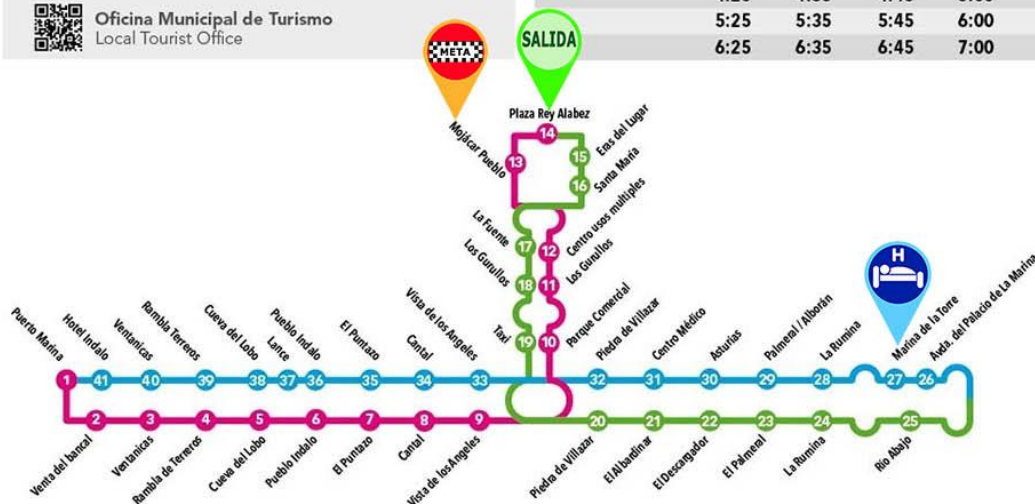 Oficina Municipal de Turismo
Local Tourist Office
5:25 5:35 5:45 6:00
6:25 6:35 6:45 7:00
META
SALIDA
Plaza Rey Alabez
14
Mojácar Pueblo
13
15
Eras del Lugar
16
Santa María
La Fuente
17
12
Centro usos multiples
Los Gurullos
18
11
Los Gurullos
Taxi
19
10
Parque Comercial
H
Puerto Marina
Hotel Indalo
Ventanicas
Rambla Terreros
Cueva del Lobo
Lance
Pueblo Indalo
El Puntazo
Cantal
Vista de los Angeles
Piedra de Villazar
Centro Médico
Asturias
Palmeral / Alborán
La Rumina
Marina de la Torre
Avda. del Palacio de La Marina
1 41 40 39 38 37 36 35 34 33 32 31 30 29 28 27 26
2 3 4 5 6 7 8 9 20 21 22 23 24 25
Venta del bancal
Ventanicas
Rambla de Terreros
Cueva del Lobo
Pueblo Indalo
El Puntazo
Cantal
Vista de los Angeles
Piedra de Villazar
El Albardinar
El Descargador
El Palmeral
La Rumina
Río Abajo